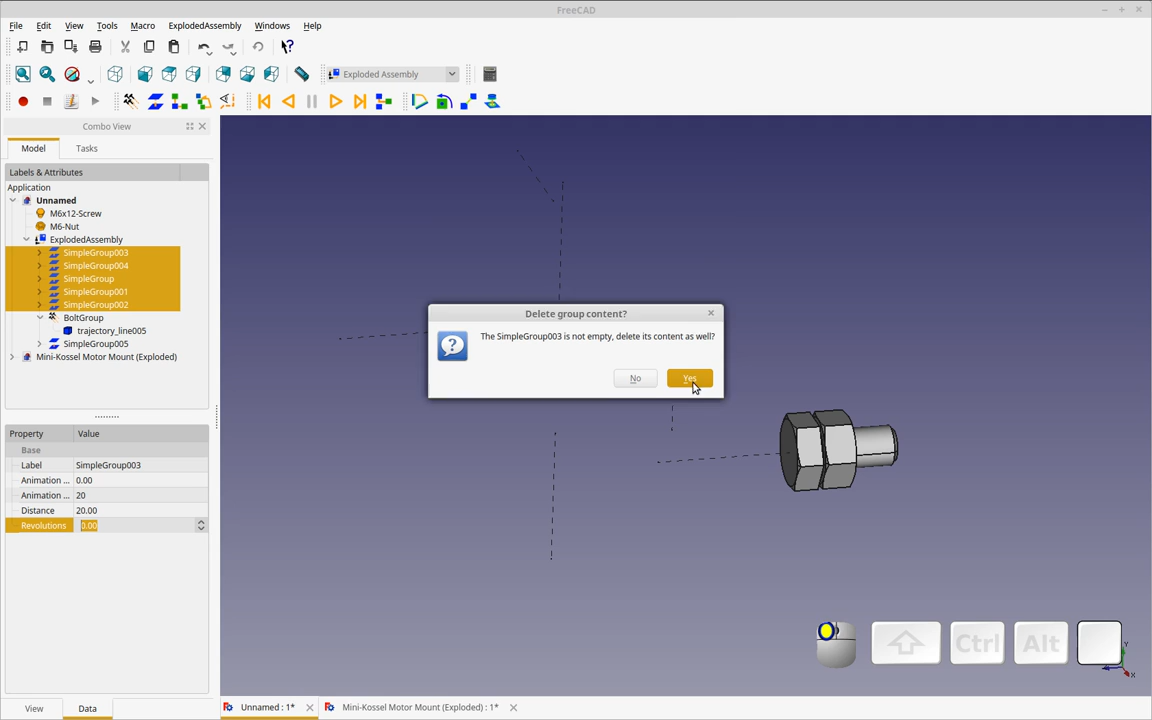 FreeCAD
File Edit View Tools Macro ExplodedAssembly Windows Help
Exploded Assembly
Combo View
Model Tasks
Labels & Attributes
Application
Unnamed
M6x12-Screw
M6-Nut
ExplodedAssembly
SimpleGroup003
SimpleGroup004
SimpleGroup
SimpleGroup001
SimpleGroup002
BoltGroup
trajectory_line005
SimpleGroup005
Mini-Kossel Motor Mount (Exploded)
Delete group content?
The SimpleGroup003 is not empty, delete its content as well?
No Yes
Property Value
Base
Label SimpleGroup003
Animation ... 0.00
Animation ... 20
Distance 20.00
Revolutions 0.00
Ctrl Alt
Y
X
View Data
Unnamed : 1*
Mini-Kossel Motor Mount (Exploded) : 1*